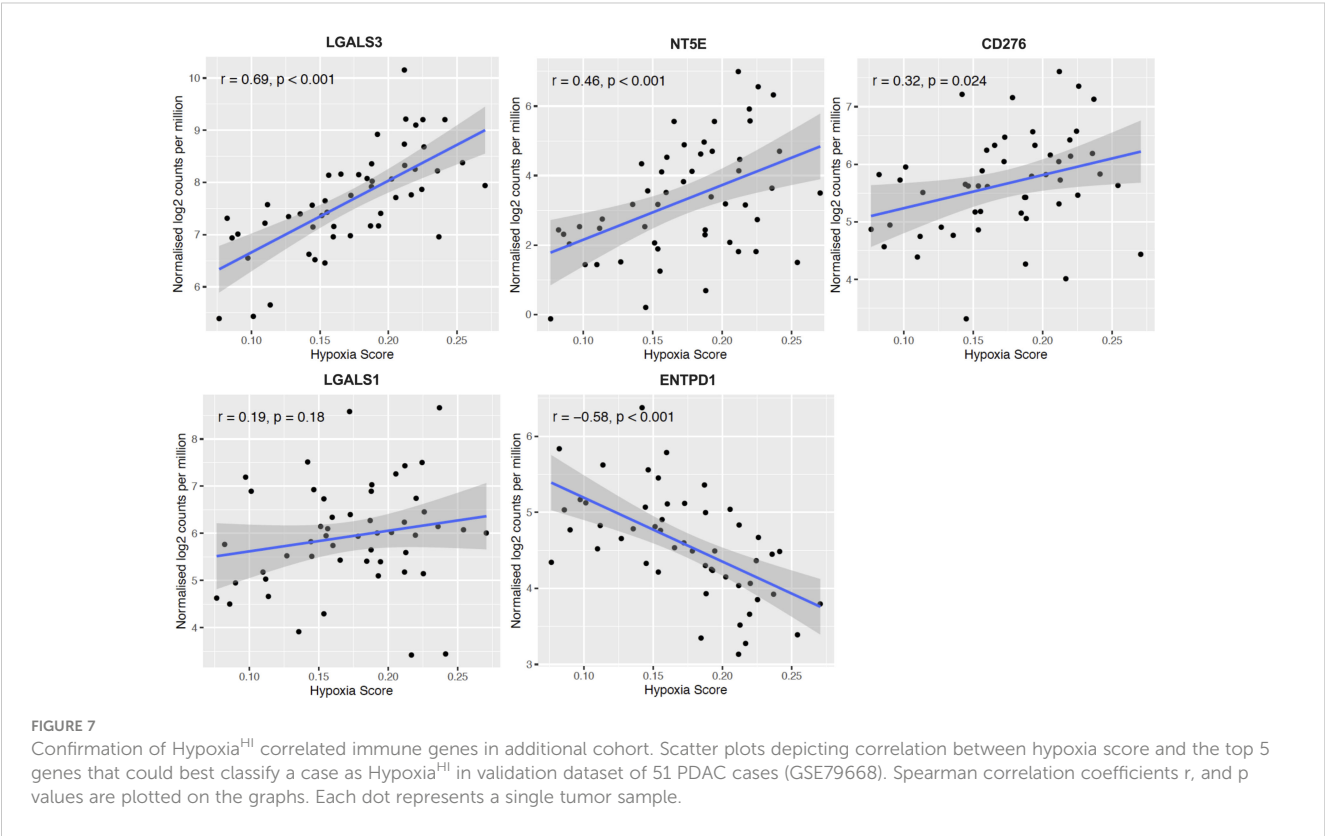 LGALS3
r = 0.69, p < 0.001
10
9
8
7
6
Normalised log2 counts per million
0.10 0.15 0.20 0.25
Hypoxia Score
NT5E
r = 0.46, p < 0.001
6
4
2
0
Normalised log2 counts per million
0.10 0.15 0.20 0.25
Hypoxia Score
CD276
r = 0.32, p = 0.024
7
6
5
4
Normalised log2 counts per million
0.10 0.15 0.20 0.25
Hypoxia Score
LGALS1
r = 0.19, p = 0.18
8
7
6
5
4
Normalised log2 counts per million
0.10 0.15 0.20 0.25
Hypoxia Score
ENTPD1
r = −0.58, p < 0.001
6
5
4
3
Normalised log2 counts per million
0.10 0.15 0.20 0.25
Hypoxia Score
FIGURE 7
Confirmation of Hypoxia^HI correlated immune genes in additional cohort. Scatter plots depicting correlation between hypoxia score and the top 5
genes that could best classify a case as Hypoxia^HI in validation dataset of 51 PDAC cases (GSE79668). Spearman correlation coefficients r, and p
values are plotted on the graphs. Each dot represents a single tumor sample.